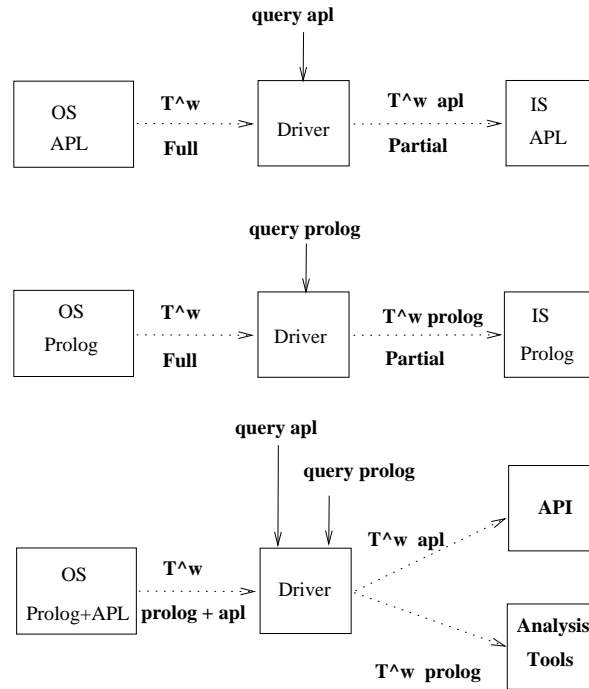 query apl
OS
APL
T^w
Full
Driver
T^w apl
Partial
IS
APL
query prolog
OS
Prolog
T^w
Full
Driver
T^w prolog
Partial
IS
Prolog
query apl
query prolog
OS
Prolog+APL
T^w
prolog + apl
Driver
T^w apl
API
T^w prolog
Analysis
Tools